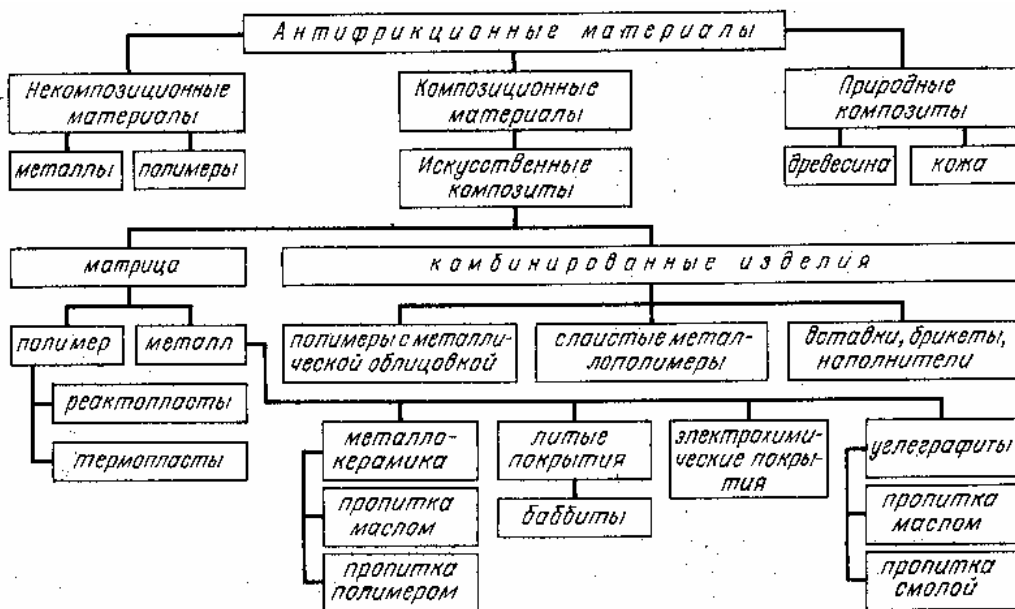 Антифрикционные материалы
Некомпозиционные
материалы
Композиционные
материалы
Природные
композиты
металлы
полимеры
Искусственные
композиты
древесина
кожа
матрица
комбинированные изделия
полимер
металл
полимеры с металли-
ческой облицовкой
слоистые метал-
лополимеры
вставки, брикеты,
наполнители
реактопласты
термопласты
металло-
керамика
литые
покрытия
электрохими-
ческие покры-
тия
углеграфиты
пропитка
маслом
баббиты
пропитка
маслом
пропитка
полимером
пропитка
смолой